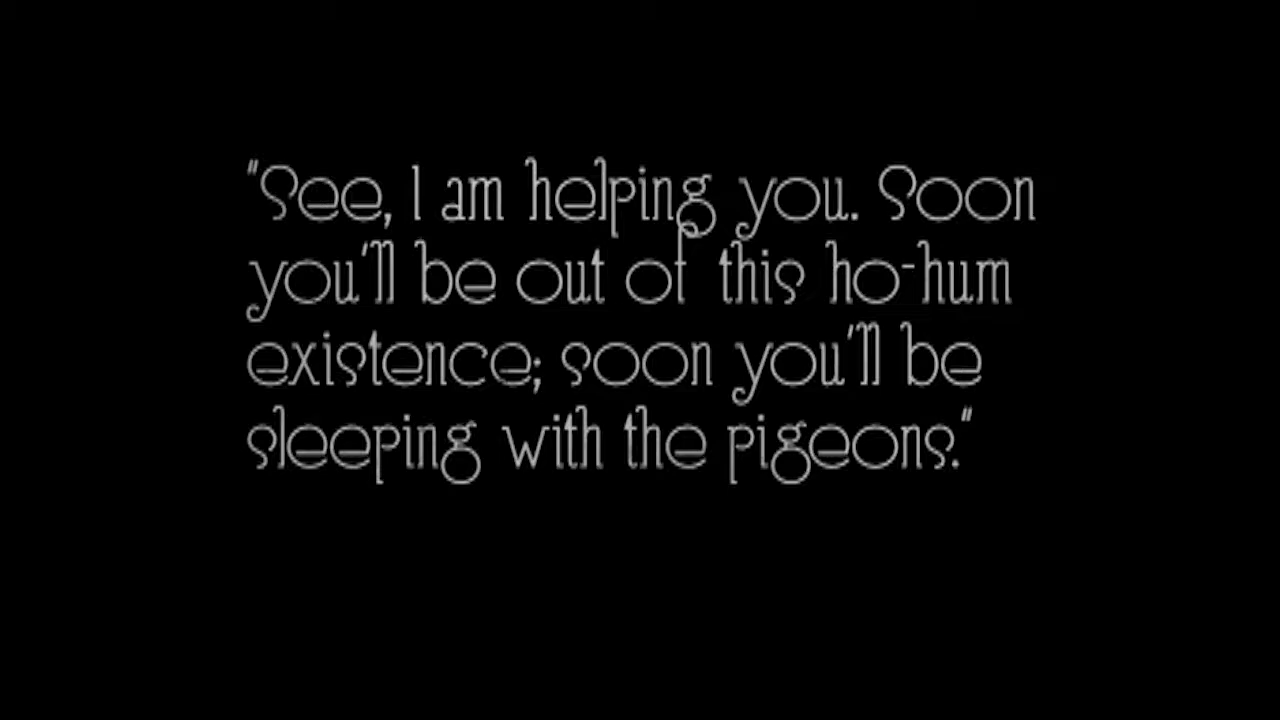 "See, I am helping you. Soon
you'll be out of this ho-hum
existence; soon you'll be
sleeping with the pigeons."